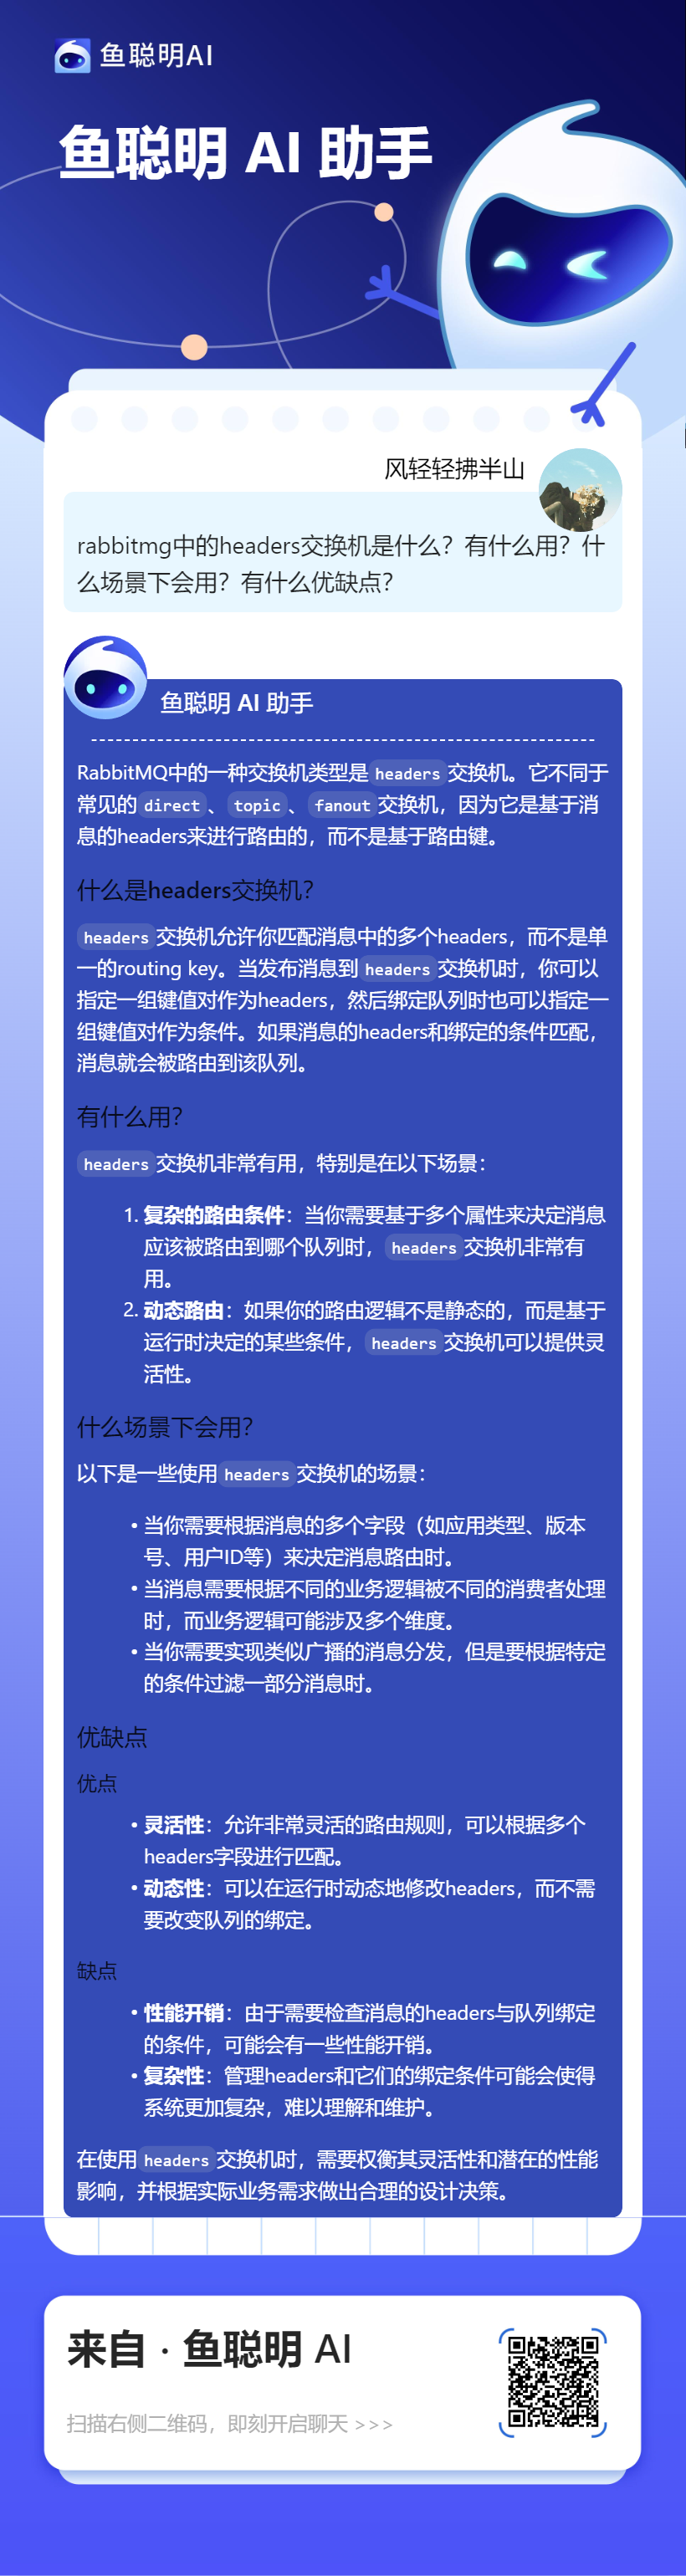 鱼聪明AI
鱼聪明 AI 助手
风轻轻拂半山
rabbitmg中的headers交换机是什么？有什么用？什
么场景下会用？有什么优缺点？
鱼聪明 AI 助手
RabbitMQ中的一种交换机类型是 headers 交换机。它不同于
常见的 direct 、 topic 、 fanout 交换机，因为它是基于消
息的headers来进行路由的，而不是基于路由键。
什么是headers交换机？
headers 交换机允许你匹配消息中的多个headers，而不是单
一的routing key。当发布消息到 headers 交换机时，你可以
指定一组键值对作为headers，然后绑定队列时也可以指定一
组键值对作为条件。如果消息的headers和绑定的条件匹配，
消息就会被路由到该队列。
有什么用？
headers 交换机非常有用，特别是在以下场景：
1. 复杂的路由条件：当你需要基于多个属性来决定消息
应该被路由到哪个队列时， headers 交换机非常有
用。
2. 动态路由：如果你的路由逻辑不是静态的，而是基于
运行时决定的某些条件， headers 交换机可以提供灵
活性。
什么场景下会用？
以下是一些使用 headers 交换机的场景：
• 当你需要根据消息的多个字段（如应用类型、版本
号、用户ID等）来决定消息路由时。
• 当消息需要根据不同的业务逻辑被不同的消费者处理
时，而业务逻辑可能涉及多个维度。
• 当你需要实现类似广播的消息分发，但是要根据特定
的条件过滤一部分消息时。
优缺点
优点
• 灵活性：允许非常灵活的路由规则，可以根据多个
headers字段进行匹配。
• 动态性：可以在运行时动态地修改headers，而不需
要改变队列的绑定。
缺点
• 性能开销：由于需要检查消息的headers与队列绑定
的条件，可能会有一些性能开销。
• 复杂性：管理headers和它们的绑定条件可能会使得
系统更加复杂，难以理解和维护。
在使用 headers 交换机时，需要权衡其灵活性和潜在的性能
影响，并根据实际业务需求做出合理的设计决策。
来自 · 鱼聪明 AI
扫描右侧二维码，即刻开启聊天 >>>